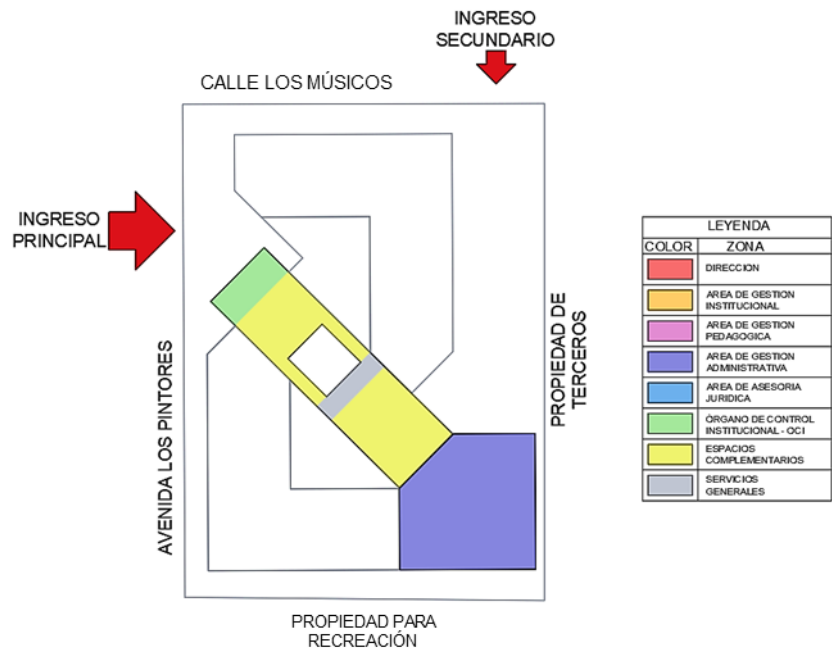 INGRESO
SECUNDARIO
CALLE LOS MÚSICOS
INGRESO
PRINCIPAL
AVENIDA LOS PINTORES
PROPIEDAD DE
TERCEROS
PROPIEDAD PARA
RECREACIÓN
LEYENDA
COLOR ZONA
DIRECCION
AREA DE GESTION
INSTITUCIONAL
AREA DE GESTION
PEDAGOGICA
AREA DE GESTION
ADMINISTRATIVA
AREA DE ASESORIA
JURIDICA
ÓRGANO DE CONTROL
INSTITUCIONAL - OCI
ESPACIOS
COMPLEMENTARIOS
SERVICIOS
GENERALES